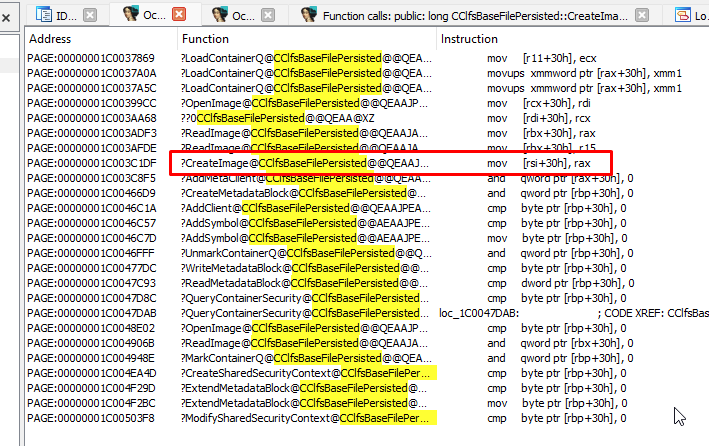 ID... Oc... Oc... Function calls: public: long CClfsBaseFilePersisted::CreateIma... Lo...
Address Function Instruction
PAGE:00000001C0037869 ?LoadContainerQ@CClfsBaseFilePersisted@@QEA... mov [r11+30h], ecx
PAGE:00000001C0037A0A ?LoadContainerQ@CClfsBaseFilePersisted@@QEA... movups xmmword ptr [rax+30h], xmm1
PAGE:00000001C0037A5C ?LoadContainerQ@CClfsBaseFilePersisted@@QEA... movups xmmword ptr [rax+30h], xmm1
PAGE:00000001C00399CC ?OpenImage@CClfsBaseFilePersisted@@QEAAJP... mov [rcx+30h], rdi
PAGE:00000001C003AA68 ??0CClfsBaseFilePersisted@@QEAA@XZ mov [rdi+30h], rcx
PAGE:00000001C003ADF3 ?ReadImage@CClfsBaseFilePersisted@@QEAAJA... mov [rbx+30h], rax
PAGE:00000001C003AFDE ?ReadImage@CClfsBaseFilePersisted@@QEAAJA... mov [rbx+30h], r15
PAGE:00000001C003C1DF ?CreateImage@CClfsBaseFilePersisted@@QEAAJ... mov [rsi+30h], rax
PAGE:00000001C003C8F5 ?AddMetaClient@CClfsBaseFilePersisted@@QEA... and qword ptr [rax+30h], 0
PAGE:00000001C00466D9 ?CreateMetadataBlock@CClfsBaseFilePersisted@... and qword ptr [rbp+30h], 0
PAGE:00000001C0046C1A ?AddClient@CClfsBaseFilePersisted@@QEAAJPEA... cmp byte ptr [rbp+30h], 0
PAGE:00000001C0046C57 ?AddSymbol@CClfsBaseFilePersisted@@AEAAJPE... cmp byte ptr [rbp+30h], 0
PAGE:00000001C0046C7D ?AddSymbol@CClfsBaseFilePersisted@@AEAAJPE... mov byte ptr [rbp+30h], 0
PAGE:00000001C0046FFF ?UnmarkContainerQ@CClfsBaseFilePersisted@@Q... and qword ptr [rbp+30h], 0
PAGE:00000001C00477DC ?WriteMetadataBlock@CClfsBaseFilePersisted@... cmp byte ptr [rbp+30h], 0
PAGE:00000001C0047C93 ?ReadMetadataBlock@CClfsBaseFilePersisted@... cmp dword ptr [rbp+30h], 0
PAGE:00000001C0047D8C ?QueryContainerSecurity@CClfsBaseFilePersisted... cmp byte ptr [rbp+30h], 0
PAGE:00000001C0047DAB ?QueryContainerSecurity@CClfsBaseFilePersisted... loc_1C0047DAB: ; CODE XREF: CClfsBa
PAGE:00000001C0048E02 ?OpenImage@CClfsBaseFilePersisted@@QEAAJP... cmp byte ptr [rbp+30h], 0
PAGE:00000001C004906B ?ReadImage@CClfsBaseFilePersisted@@QEAAJA... and qword ptr [rbp+30h], 0
PAGE:00000001C004948E ?MarkContainerQ@CClfsBaseFilePersisted@@QEA... and qword ptr [rbp+30h], 0
PAGE:00000001C004EA4D ?CreateSharedSecurityContext@CClfsBaseFilePer... cmp byte ptr [rbp+30h], 0
PAGE:00000001C004F29D ?ExtendMetadataBlock@CClfsBaseFilePersisted@... cmp byte ptr [rbp+30h], 0
PAGE:00000001C004F2BC ?ExtendMetadataBlock@CClfsBaseFilePersisted@... mov byte ptr [rbp+30h], 0
PAGE:00000001C00503F8 ?ModifySharedSecurityContext@CClfsBaseFilePer... cmp byte ptr [rbp+30h], 0